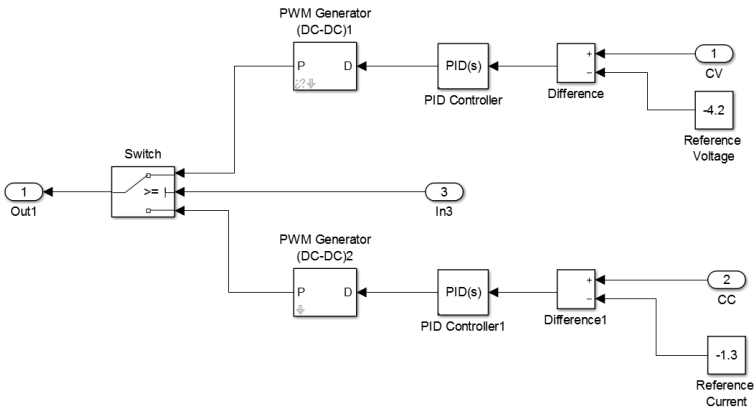 PWM Generator
(DC-DC)1
P
D
¿?
PID(s)
PID Controller
+
−
Difference
1
CV
-4.2
Reference
Voltage
Switch
>=
1
Out1
3
In3
PWM Generator
(DC-DC)2
P
D
PID(s)
PID Controller1
+
−
Difference1
2
CC
-1.3
Reference
Current